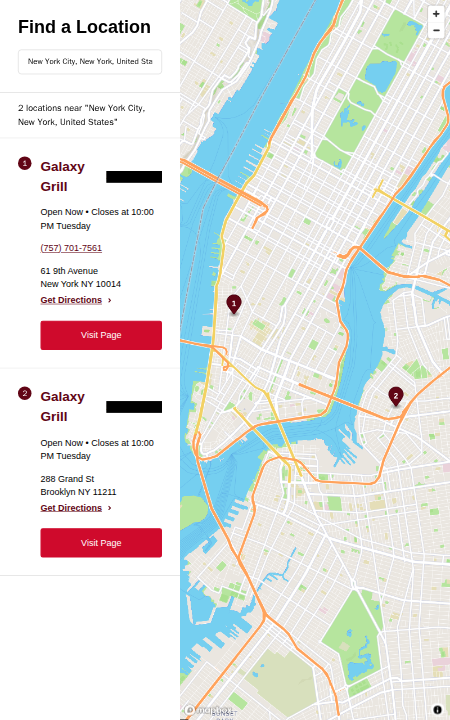 Find a Location
New York City, New York, United Sta
2 locations near "New York City,
New York, United States"
1
Galaxy
Grill
Open Now • Closes at 10:00
PM Tuesday
(757) 701-7561
61 9th Avenue
New York NY 10014
Get Directions ›
Visit Page
2
Galaxy
Grill
Open Now • Closes at 10:00
PM Tuesday
288 Grand St
Brooklyn NY 11211
Get Directions ›
Visit Page
+
−
1
2
mapbox
SUNSET